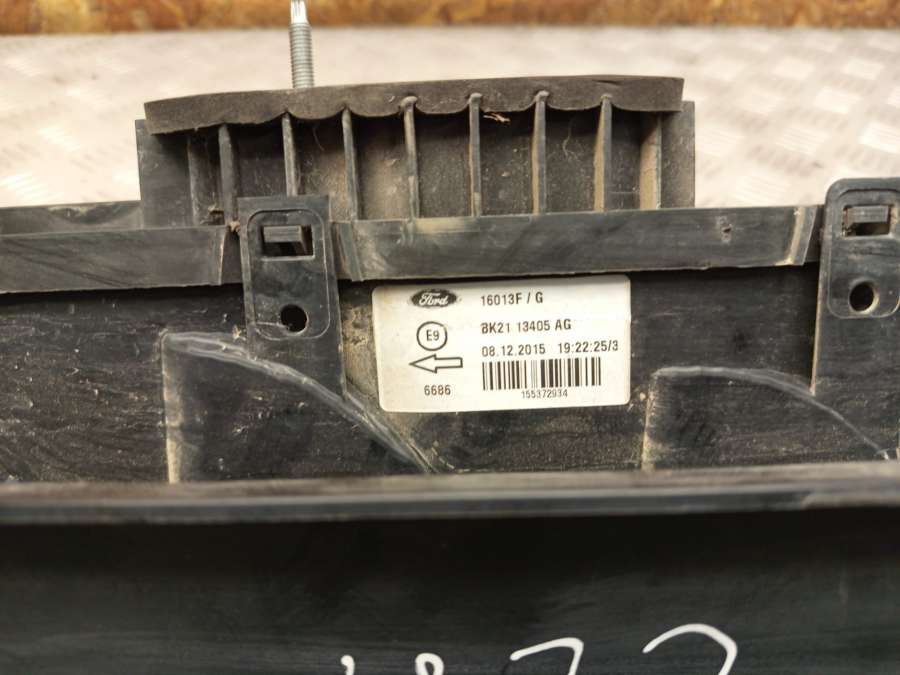 Ford 16013F / G
E9 BK21 13405 AG
08.12.2015 19:22:25/3
6686
155372934